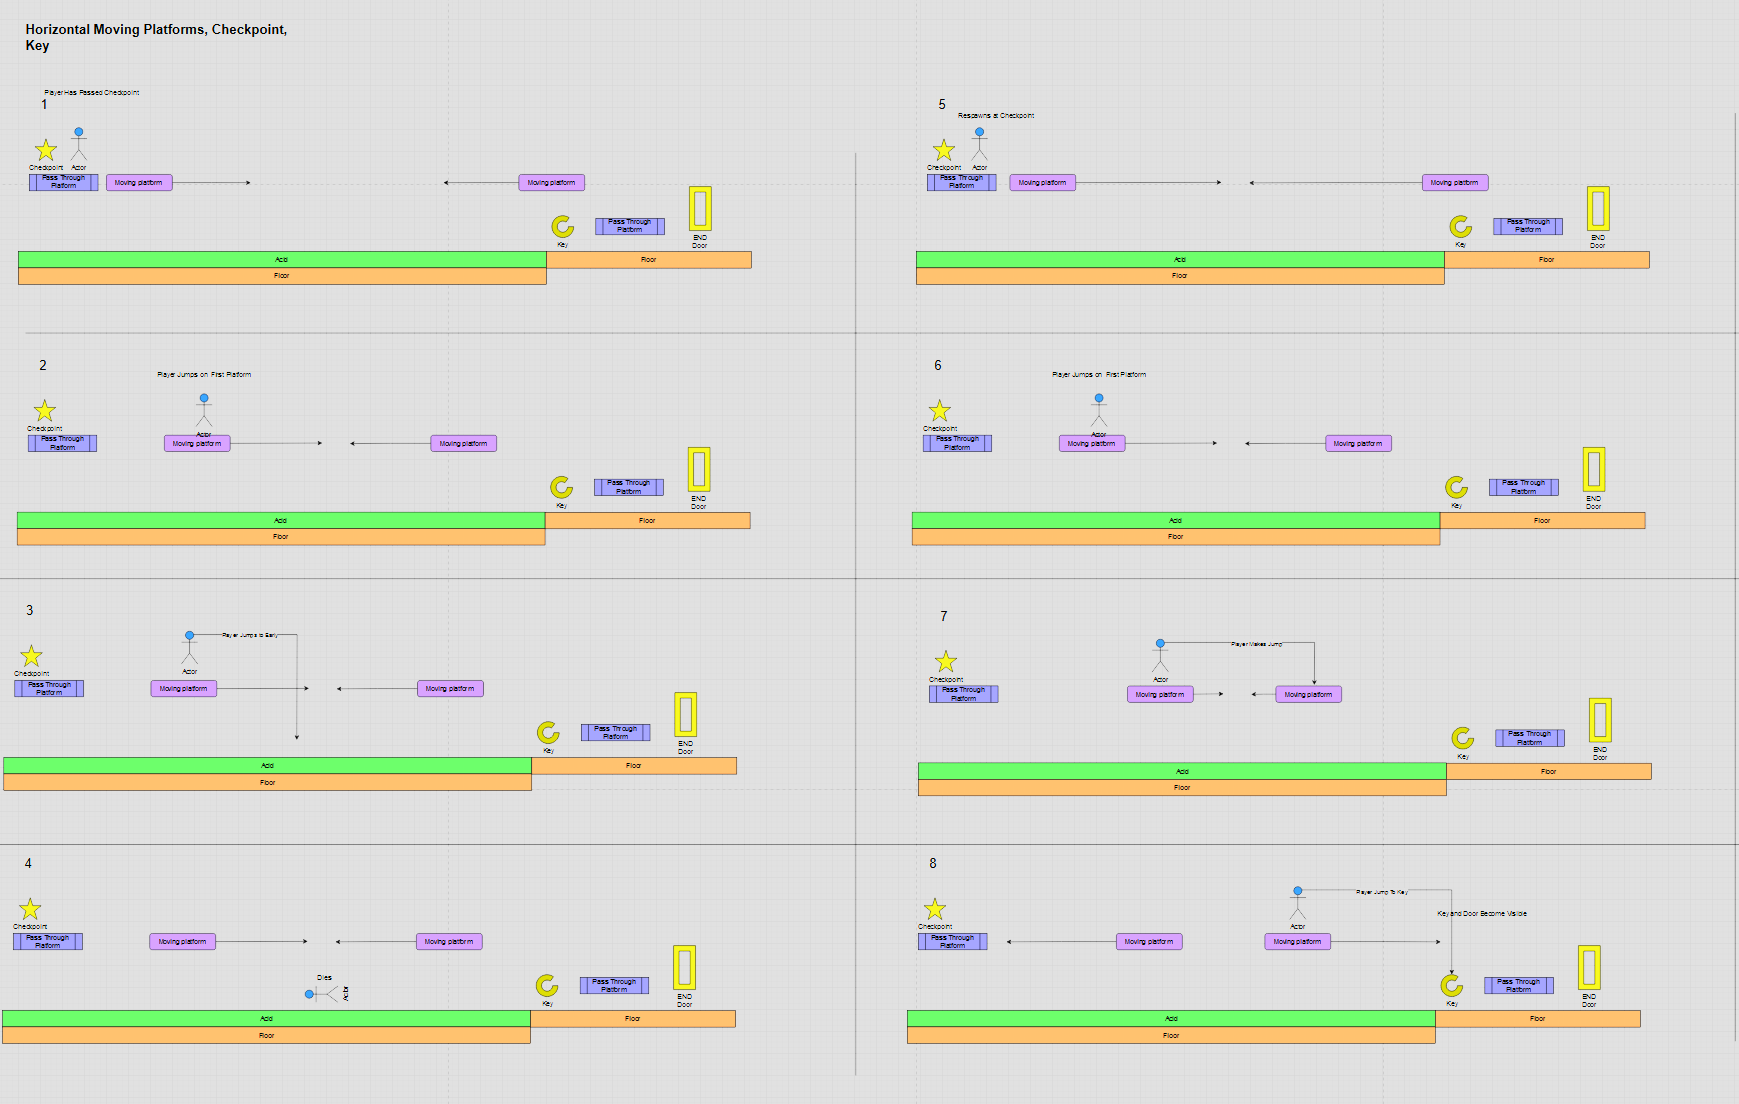 Horizontal Moving Platforms, Checkpoint,
Key
Player Has Passed Checkpoint
1
Checkpoint
Actor
Pass Through
Platform
Moving platform
Moving platform
Key
Pass Through
Platform
END
Door
Acid
Floor
Floor
5
Respawns at Checkpoint
Checkpoint
Actor
Pass Through
Platform
Moving platform
Moving platform
Key
Pass Through
Platform
END
Door
Acid
Floor
Floor
2
Player Jumps on First Platform
Checkpoint
Actor
Pass Through
Platform
Moving platform
Moving platform
Key
Pass Through
Platform
END
Door
Acid
Floor
Floor
6
Player Jumps on First Platform
Checkpoint
Actor
Pass Through
Platform
Moving platform
Moving platform
Key
Pass Through
Platform
END
Door
Acid
Floor
Floor
3
Player Jumps to Early
Checkpoint
Actor
Pass Through
Platform
Moving platform
Moving platform
Key
Pass Through
Platform
END
Door
Acid
Floor
Floor
7
Player Makes Jump
Checkpoint
Actor
Pass Through
Platform
Moving platform
Moving platform
Key
Pass Through
Platform
END
Door
Acid
Floor
Floor
4
Checkpoint
Pass Through
Platform
Moving platform
Moving platform
Dies
Actor
Key
Pass Through
Platform
END
Door
Acid
Floor
Floor
8
Player Jump To Key
Key and Door Become Visible
Checkpoint
Actor
Pass Through
Platform
Moving platform
Moving platform
Key
Pass Through
Platform
END
Door
Acid
Floor
Floor